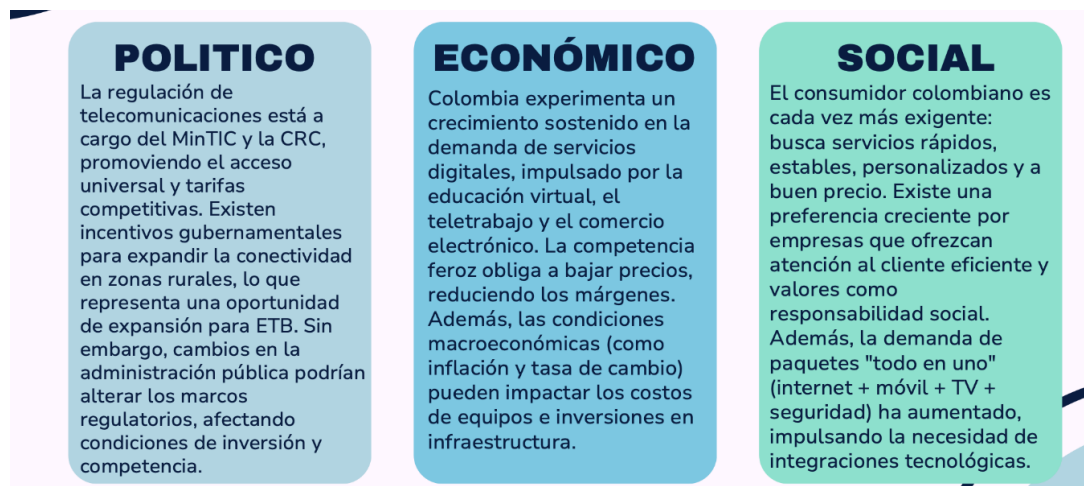 POLITICO
La regulación de
telecomunicaciones está a
cargo del MinTIC y la CRC,
promoviendo el acceso
universal y tarifas
competitivas. Existen
incentivos gubernamentales
para expandir la conectividad
en zonas rurales, lo que
representa una oportunidad
de expansión para ETB. Sin
embargo, cambios en la
administración pública podrían
alterar los marcos
regulatorios, afectando
condiciones de inversión y
competencia.
ECONÓMICO
Colombia experimenta un
crecimiento sostenido en la
demanda de servicios
digitales, impulsado por la
educación virtual, el
teletrabajo y el comercio
electrónico. La competencia
feroz obliga a bajar precios,
reduciendo los márgenes.
Además, las condiciones
macroeconómicas (como
inflación y tasa de cambio)
pueden impactar los costos
de equipos e inversiones en
infraestructura.
SOCIAL
El consumidor colombiano es
cada vez más exigente:
busca servicios rápidos,
estables, personalizados y a
buen precio. Existe una
preferencia creciente por
empresas que ofrezcan
atención al cliente eficiente y
valores como
responsabilidad social.
Además, la demanda de
paquetes "todo en uno"
(internet + móvil + TV +
seguridad) ha aumentado,
impulsando la necesidad de
integraciones tecnológicas.